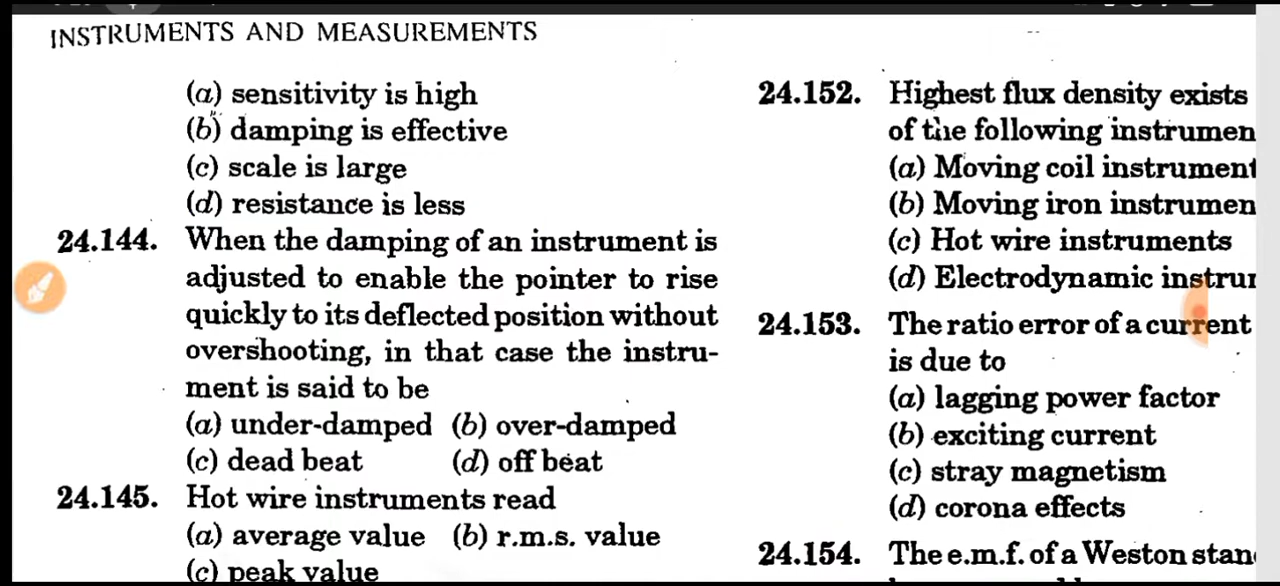 INSTRUMENTS AND MEASUREMENTS
(a) sensitivity is high
(b) damping is effective
(c) scale is large
(d) resistance is less
24.144. When the damping of an instrument is
adjusted to enable the pointer to rise
quickly to its deflected position without
overshooting, in that case the instru-
ment is said to be
(a) under-damped (b) over-damped
(c) dead beat (d) off beat
24.145. Hot wire instruments read
(a) average value (b) r.m.s. value
(c) peak value
24.152. Highest flux density exists
of the following instrumen
(a) Moving coil instrument
(b) Moving iron instrumen
(c) Hot wire instruments
(d) Electrodynamic instru
24.153. The ratio error of a current
is due to
(a) lagging power factor
(b) exciting current
(c) stray magnetism
(d) corona effects
24.154. The e.m.f. of a Weston stan